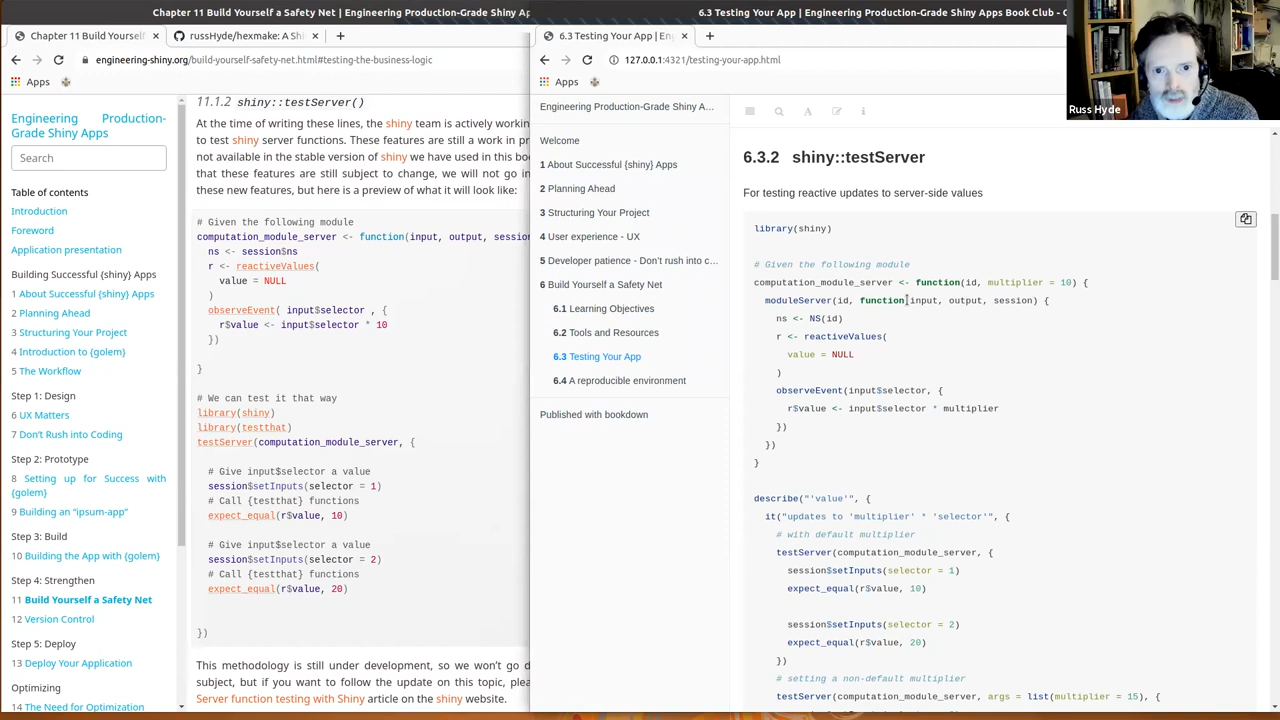 Chapter 11 Build Yourself a Safety Net | Engineering Production-Grade Shiny Ap
6.3 Testing Your App | Engineering Production-Grade Shiny Apps Book Club -
Chapter 11 Build Yourself
russHyde/hexmake: A Shi
6.3 Testing Your App | Eng
engineering-shiny.org/build-yourself-safety-net.html#testing-the-business-logic
127.0.0.1:4321/testing-your-app.html
Apps
Apps
Russ Hyde
Engineering Production-
Grade Shiny Apps
Search
Table of contents
Introduction
Foreword
Application presentation
Building Successful {shiny} Apps
1 About Successful {shiny} Apps
2 Planning Ahead
3 Structuring Your Project
4 Introduction to {golem}
5 The Workflow
Step 1: Design
6 UX Matters
7 Don't Rush into Coding
Step 2: Prototype
8 Setting up for Success with
{golem}
9 Building an "ipsum-app"
Step 3: Build
10 Building the App with {golem}
Step 4: Strengthen
11 Build Yourself a Safety Net
12 Version Control
Step 5: Deploy
13 Deploy Your Application
Optimizing
14 The Need for Optimization
11.1.2 shiny::testServer()
At the time of writing these lines, the shiny team is actively workin
to test shiny server functions. These features are still a work in pr
not available in the stable version of shiny we have used in this boo
that these features are still subject to change, we will not go in
these new features, but here is a preview of what it will look like:
# Given the following module
computation_module_server <- function(input, output, session
ns <- session$ns
r <- reactiveValues(
value = NULL
)
observeEvent( input$selector , {
r$value <- input$selector * 10
})
}
# We can test it that way
library(shiny)
library(testthat)
testServer(computation_module_server, {
# Give input$selector a value
session$setInputs(selector = 1)
# Call {testthat} functions
expect_equal(r$value, 10)
# Give input$selector a value
session$setInputs(selector = 2)
# Call {testthat} functions
expect_equal(r$value, 20)
})
This methodology is still under development, so we won't go d
subject, but if you want to follow the update on this topic, plea
Server function testing with Shiny article on the shiny website.
Engineering Production-Grade Shiny A...
Welcome
1 About Successful {shiny} Apps
2 Planning Ahead
3 Structuring Your Project
4 User experience - UX
5 Developer patience - Don't rush into c...
6 Build Yourself a Safety Net
6.1 Learning Objectives
6.2 Tools and Resources
6.3 Testing Your App
6.4 A reproducible environment
Published with bookdown
6.3.2 shiny::testServer
For testing reactive updates to server-side values
library(shiny)
# Given the following module
computation_module_server <- function(id, multiplier = 10) {
moduleServer(id, function(input, output, session) {
ns <- NS(id)
r <- reactiveValues(
value = NULL
)
observeEvent(input$selector, {
r$value <- input$selector * multiplier
})
})
}
describe("'value'", {
it("updates to 'multiplier' * 'selector'", {
# with default multiplier
testServer(computation_module_server, {
session$setInputs(selector = 1)
expect_equal(r$value, 10)
session$setInputs(selector = 2)
expect_equal(r$value, 20)
})
# setting a non-default multiplier
testServer(computation_module_server, args = list(multiplier = 15), {